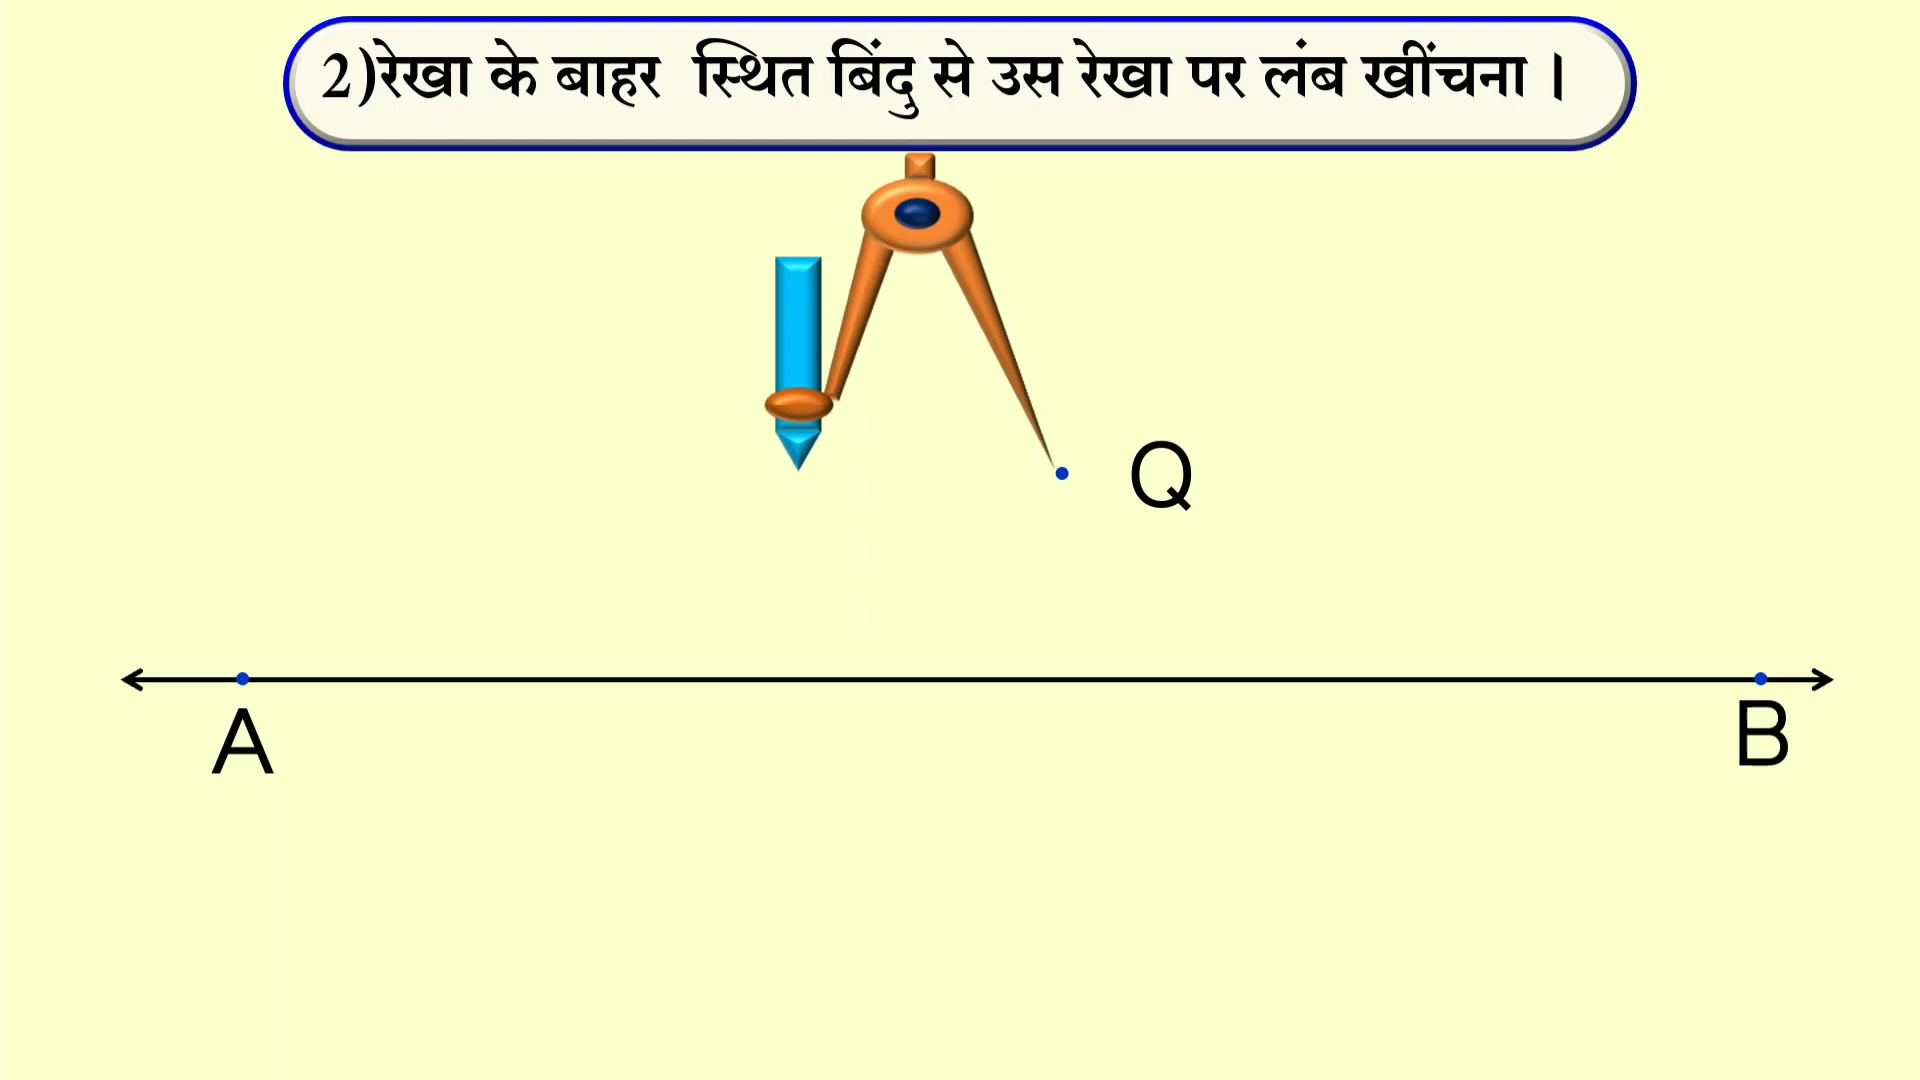 2)रेखा के बाहर स्थित बिंदु से उस रेखा पर लंब खींचना ।
Q
A
B